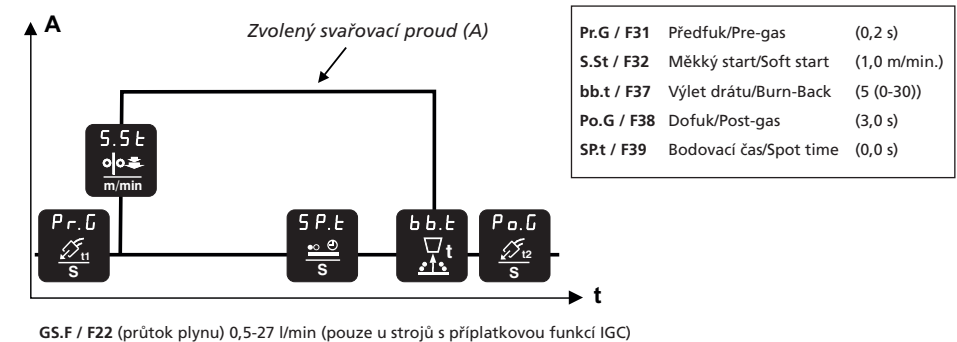 A
Zvolený svařovací proud (A)
Pr.G / F31 Předfuk/Pre-gas (0,2 s)
S.St / F32 Měkký start/Soft start (1,0 m/min.)
bb.t / F37 Výlet drátu/Burn-Back (5 (0-30))
Po.G / F38 Dofuk/Post-gas (3,0 s)
SP.t / F39 Bodovací čas/Spot time (0,0 s)
S.St
m/min
Pr.G
t1
S
SP.t
S
bb.t
t
Po.G
t2
S
t
GS.F / F22 (průtok plynu) 0,5-27 l/min (pouze u strojů s příplatkovou funkcí IGC)